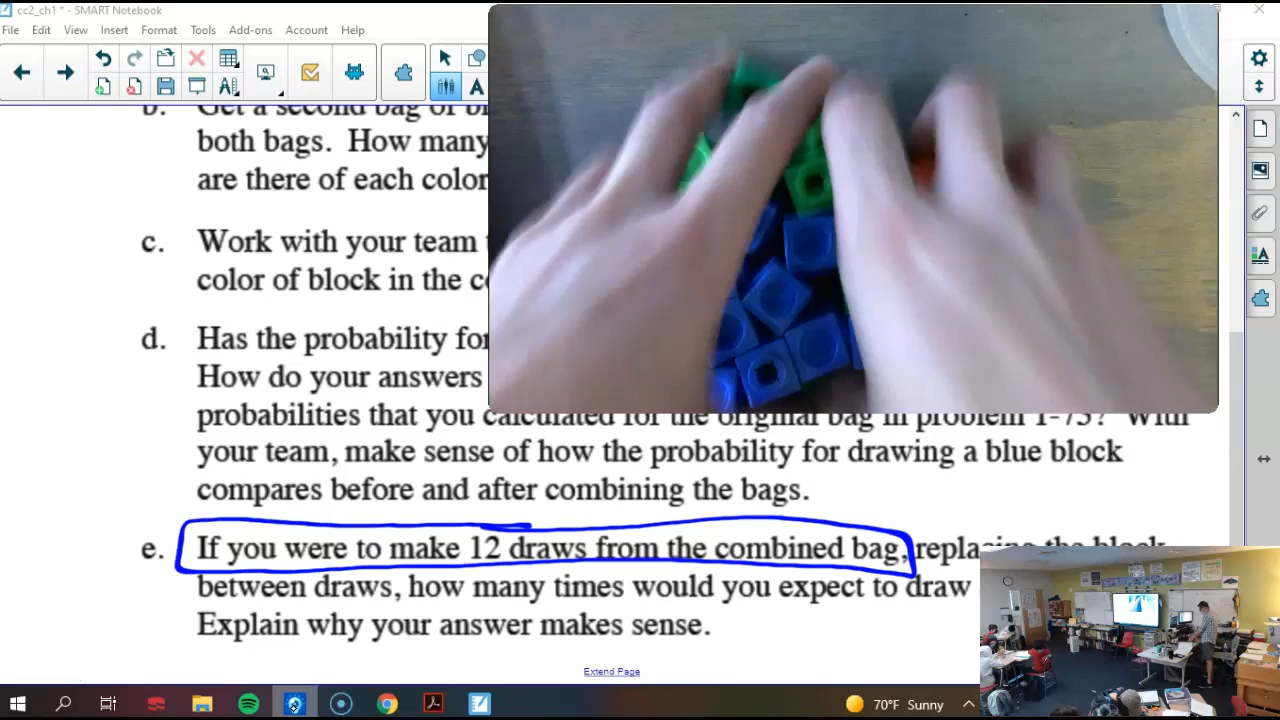 cc2_ch1 * - SMART Notebook
File Edit View Insert Format Tools Add-ons Account Help
b. Get a second bag of
both bags. How many
are there of each color
c. Work with your team
color of block in the
d. Has the probability for
How do your answers
probabilities that you calculated for the original bag in problem 1-75? With
your team, make sense of how the probability for drawing a blue block
compares before and after combining the bags.
e. If you were to make 12 draws from the combined bag, replacing the block
between draws, how many times would you expect to draw
Explain why your answer makes sense.
Extend Page
70°F Sunny